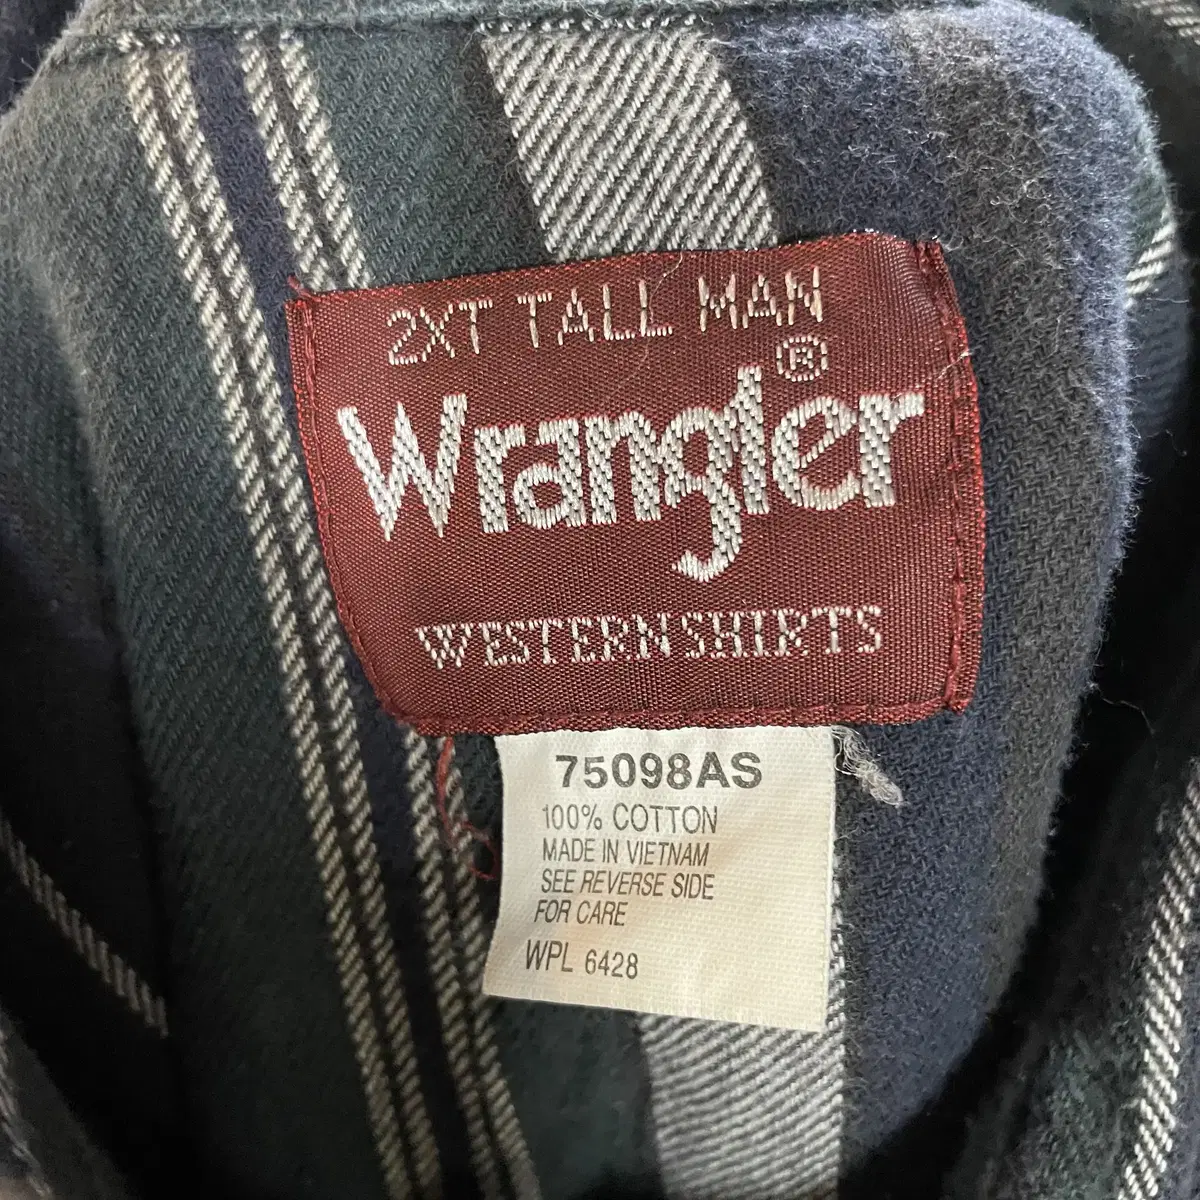 2XT TALL MAN
Wrangler®
WESTERN SHIRTS
75098AS
100% COTTON
MADE IN VIETNAM
SEE REVERSE SIDE
FOR CARE
WPL 6428